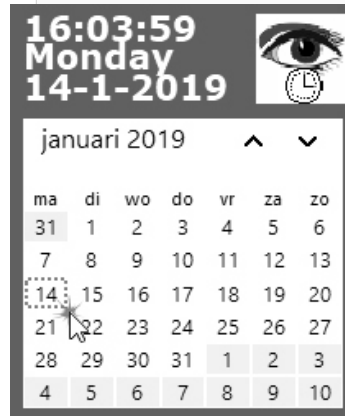 16:03:59
Monday
14-1-2019
januari 2019
ma di wo do vr za zo
31 1 2 3 4 5 6
7 8 9 10 11 12 13
14 15 16 17 18 19 20
21 22 23 24 25 26 27
28 29 30 31 1 2 3
4 5 6 7 8 9 10